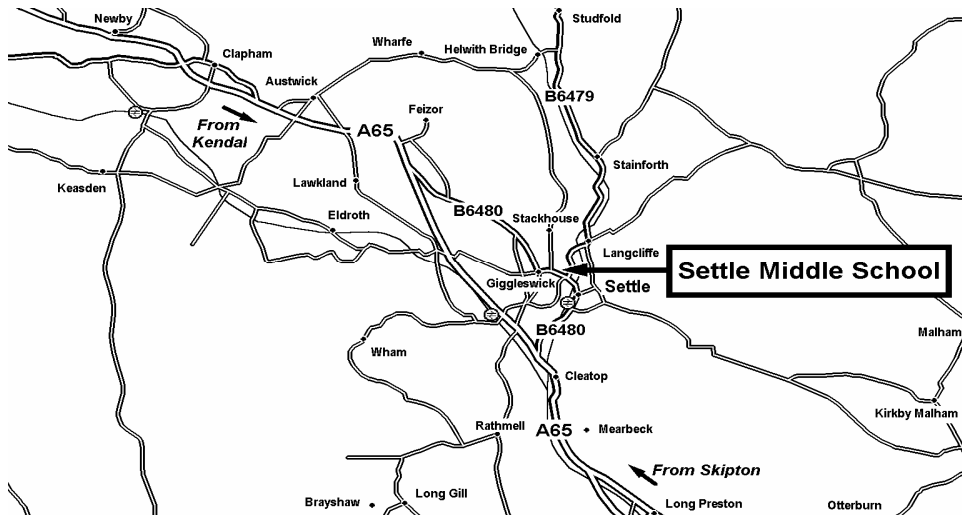 Newby
Studfold
Wharfe
Helwith Bridge
Clapham
Austwick
B6479
Feizor
From
Kendal
A65
Stainforth
Keasden
Lawkland
B6480
Eldroth
Stackhouse
Langcliffe
Settle Middle School
Giggleswick
Settle
B6480
Malham
Wham
Cleatop
Kirkby Malham
Rathmell
A65
Mearbeck
From Skipton
Brayshaw
Long Gill
Long Preston
Otterburn